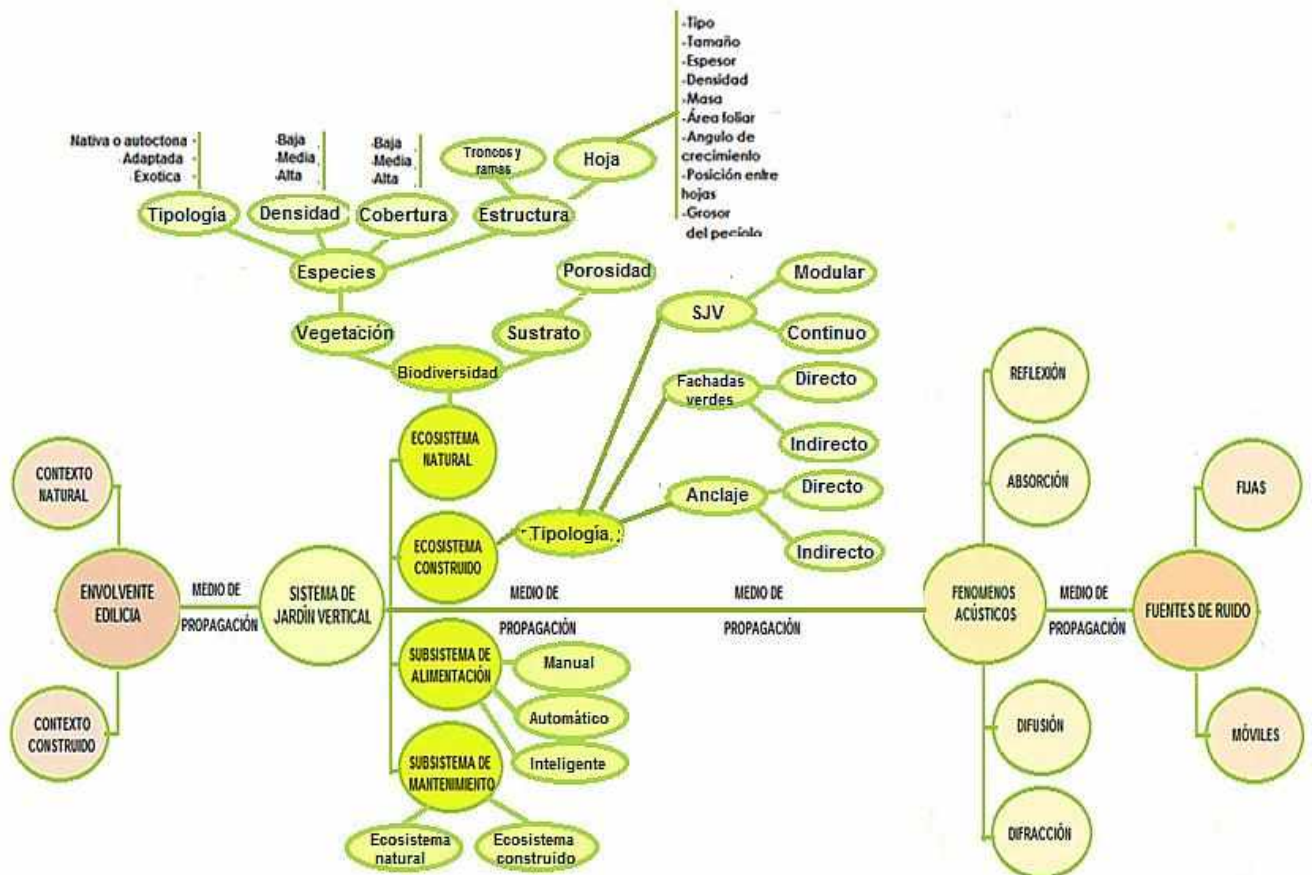 -Tipo
-Tamaño
-Espesor
-Densidad
-Masa
-Área foliar
-Angulo de
crecimiento
-Posición entre
hojas
-Grosor
del pecíolo
Nativa o autoctona -
Adaptada -
Exotica -
-Baja
-Media
-Alta
-Baja
-Media
-Alta
Troncos y
ramas
Hoja
Tipología
Densidad
Cobertura
Estructura
Especies
Porosidad
Vegetación
Sustrato
Biodiversidad
SJV
Modular
Continuo
Fachadas
verdes
Directo
Indirecto
Anclaje
Directo
Indirecto
Tipología
ECOSISTEMA
NATURAL
ECOSISTEMA
CONSTRUIDO
CONTEXTO
NATURAL
ENVOLVENTE
EDILICIA
CONTEXTO
CONSTRUIDO
MEDIO DE
PROPAGACIÓN
SISTEMA DE
JARDÍN VERTICAL
MEDIO DE
PROPAGACIÓN
MEDIO DE
PROPAGACIÓN
SUBSISTEMA DE
ALIMENTACIÓN
Manual
Automático
Inteligente
SUBSISTEMA DE
MANTENIMIENTO
Ecosistema
natural
Ecosistema
construido
REFLEXIÓN
ABSORCIÓN
FENOMENOS
ACÚSTICOS
DIFUSIÓN
DIFRACCIÓN
MEDIO DE
PROPAGACIÓN
FIJAS
FUENTES DE RUIDO
MÓVILES